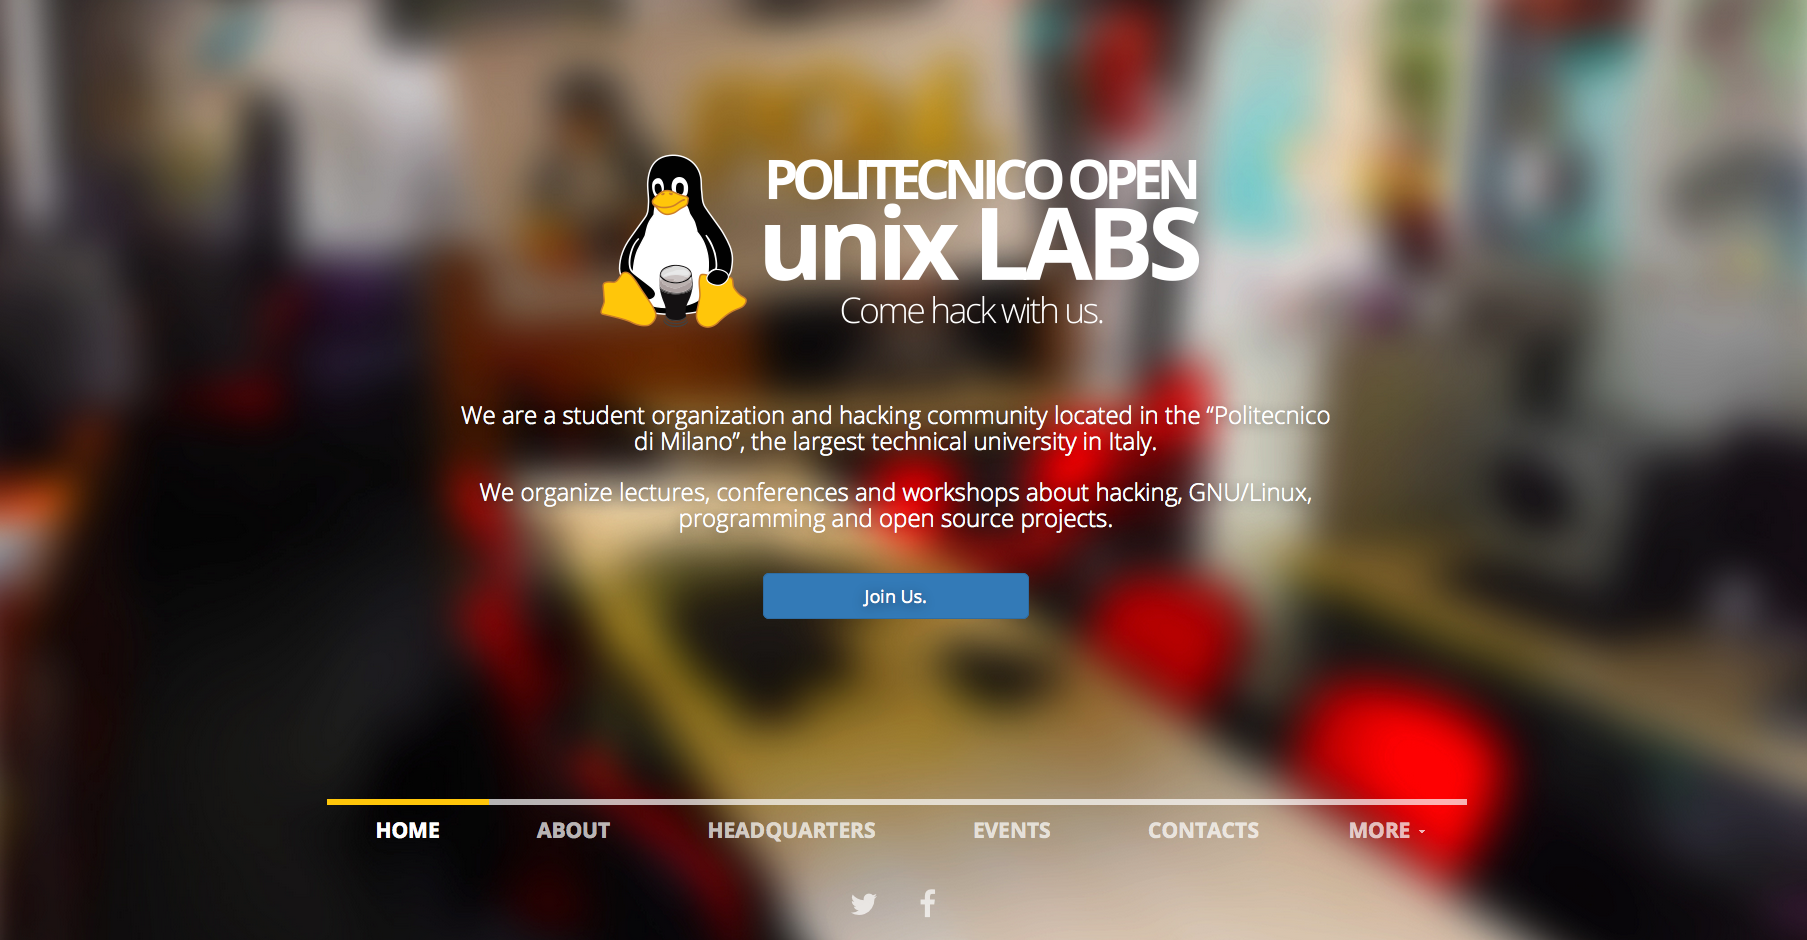 POLITECNICO OPEN
unix LABS
Come hack with us.
We are a student organization and hacking community located in the “Politecnico
di Milano”, the largest technical university in Italy.
We organize lectures, conferences and workshops about hacking, GNU/Linux,
programming and open source projects.
Join Us.
HOME ABOUT HEADQUARTERS EVENTS CONTACTS MORE